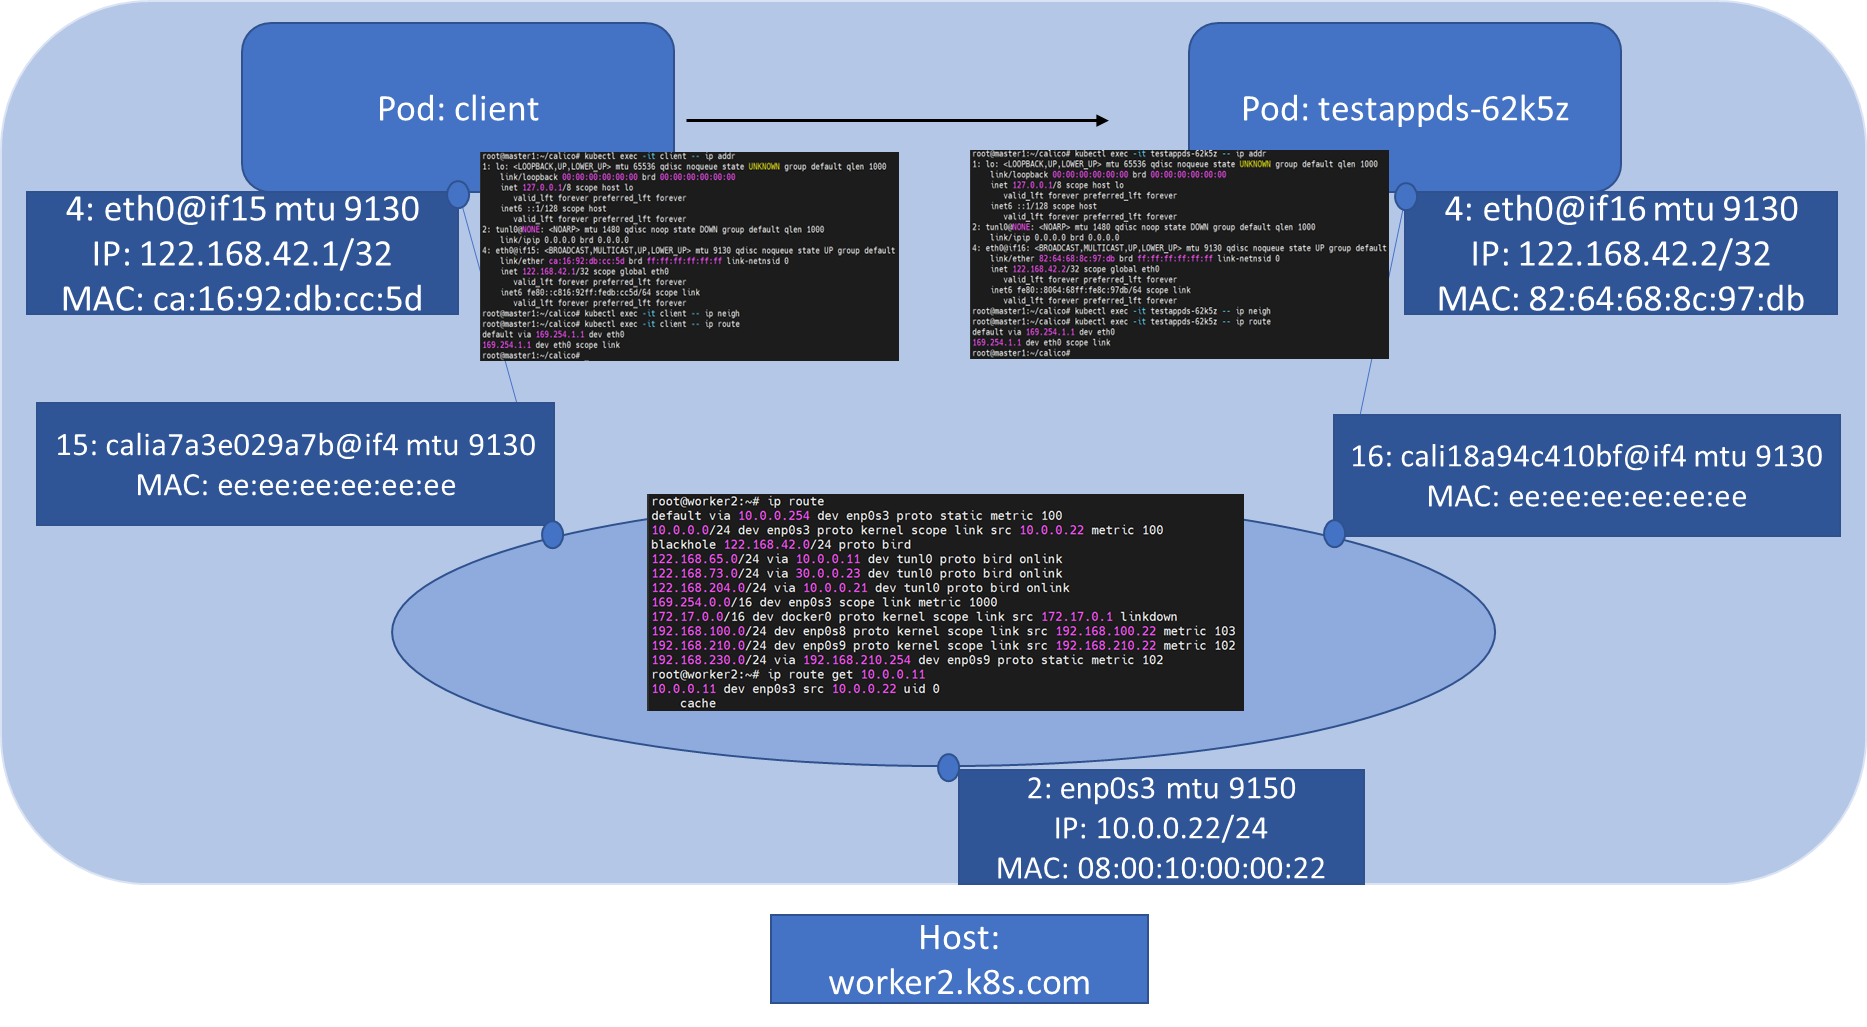 Pod: client
Pod: testappds-62k5z
root@master1:~/calico# kubectl exec -it client -- ip addr
1: lo: <LOOPBACK,UP,LOWER_UP> mtu 65536 qdisc noqueue state UNKNOWN group default qlen 1000
link/loopback 00:00:00:00:00:00 brd 00:00:00:00:00:00
inet 127.0.0.1/8 scope host lo
valid_lft forever preferred_lft forever
inet6 ::1/128 scope host
valid_lft forever preferred_lft forever
2: tunl0@NONE: <NOARP> mtu 1480 qdisc noop state DOWN group default qlen 1000
link/ipip 0.0.0.0 brd 0.0.0.0
4: eth0@if15: <BROADCAST,MULTICAST,UP,LOWER_UP> mtu 9130 qdisc noqueue state UP group default
link/ether ca:16:92:db:cc:5d brd ff:ff:ff:ff:ff:ff link-netnsid 0
inet 122.168.42.1/32 scope global eth0
valid_lft forever preferred_lft forever
inet6 fe80::c816:92ff:fedb:cc5d/64 scope link
valid_lft forever preferred_lft forever
root@master1:~/calico# kubectl exec -it client -- ip neigh
root@master1:~/calico# kubectl exec -it client -- ip route
default via 169.254.1.1 dev eth0
169.254.1.1 dev eth0 scope link
root@master1:~/calico#
root@master1:~/calico# kubectl exec -it testappds-62k5z -- ip addr
1: lo: <LOOPBACK,UP,LOWER_UP> mtu 65536 qdisc noqueue state UNKNOWN group default qlen 1000
link/loopback 00:00:00:00:00:00 brd 00:00:00:00:00:00
inet 127.0.0.1/8 scope host lo
valid_lft forever preferred_lft forever
inet6 ::1/128 scope host
valid_lft forever preferred_lft forever
2: tunl0@NONE: <NOARP> mtu 1480 qdisc noop state DOWN group default qlen 1000
link/ipip 0.0.0.0 brd 0.0.0.0
4: eth0@if16: <BROADCAST,MULTICAST,UP,LOWER_UP> mtu 9130 qdisc noqueue state UP group default
link/ether 82:64:68:8c:97:db brd ff:ff:ff:ff:ff:ff link-netnsid 0
inet 122.168.42.2/32 scope global eth0
valid_lft forever preferred_lft forever
inet6 fe80::8064:68ff:fe8c:97db/64 scope link
valid_lft forever preferred_lft forever
root@master1:~/calico# kubectl exec -it testappds-62k5z -- ip neigh
root@master1:~/calico# kubectl exec -it testappds-62k5z -- ip route
default via 169.254.1.1 dev eth0
169.254.1.1 dev eth0 scope link
root@master1:~/calico#
4: eth0@if15 mtu 9130
IP: 122.168.42.1/32
MAC: ca:16:92:db:cc:5d
4: eth0@if16 mtu 9130
IP: 122.168.42.2/32
MAC: 82:64:68:8c:97:db
15: calia7a3e029a7b@if4 mtu 9130
MAC: ee:ee:ee:ee:ee:ee
16: cali18a94c410bf@if4 mtu 9130
MAC: ee:ee:ee:ee:ee:ee
root@worker2:~# ip route
default via 10.0.0.254 dev enp0s3 proto static metric 100
10.0.0.0/24 dev enp0s3 proto kernel scope link src 10.0.0.22 metric 100
blackhole 122.168.42.0/24 proto bird
122.168.65.0/24 via 10.0.0.11 dev tunl0 proto bird onlink
122.168.73.0/24 via 30.0.0.23 dev tunl0 proto bird onlink
122.168.204.0/24 via 10.0.0.21 dev tunl0 proto bird onlink
169.254.0.0/16 dev enp0s3 scope link metric 1000
172.17.0.0/16 dev docker0 proto kernel scope link src 172.17.0.1 linkdown
192.168.100.0/24 dev enp0s8 proto kernel scope link src 192.168.100.22 metric 103
192.168.210.0/24 dev enp0s9 proto kernel scope link src 192.168.210.22 metric 102
192.168.230.0/24 via 192.168.210.254 dev enp0s9 proto static metric 102
root@worker2:~# ip route get 10.0.0.11
10.0.0.11 dev enp0s3 src 10.0.0.22 uid 0
cache
2: enp0s3 mtu 9150
IP: 10.0.0.22/24
MAC: 08:00:10:00:00:22
Host:
worker2.k8s.com